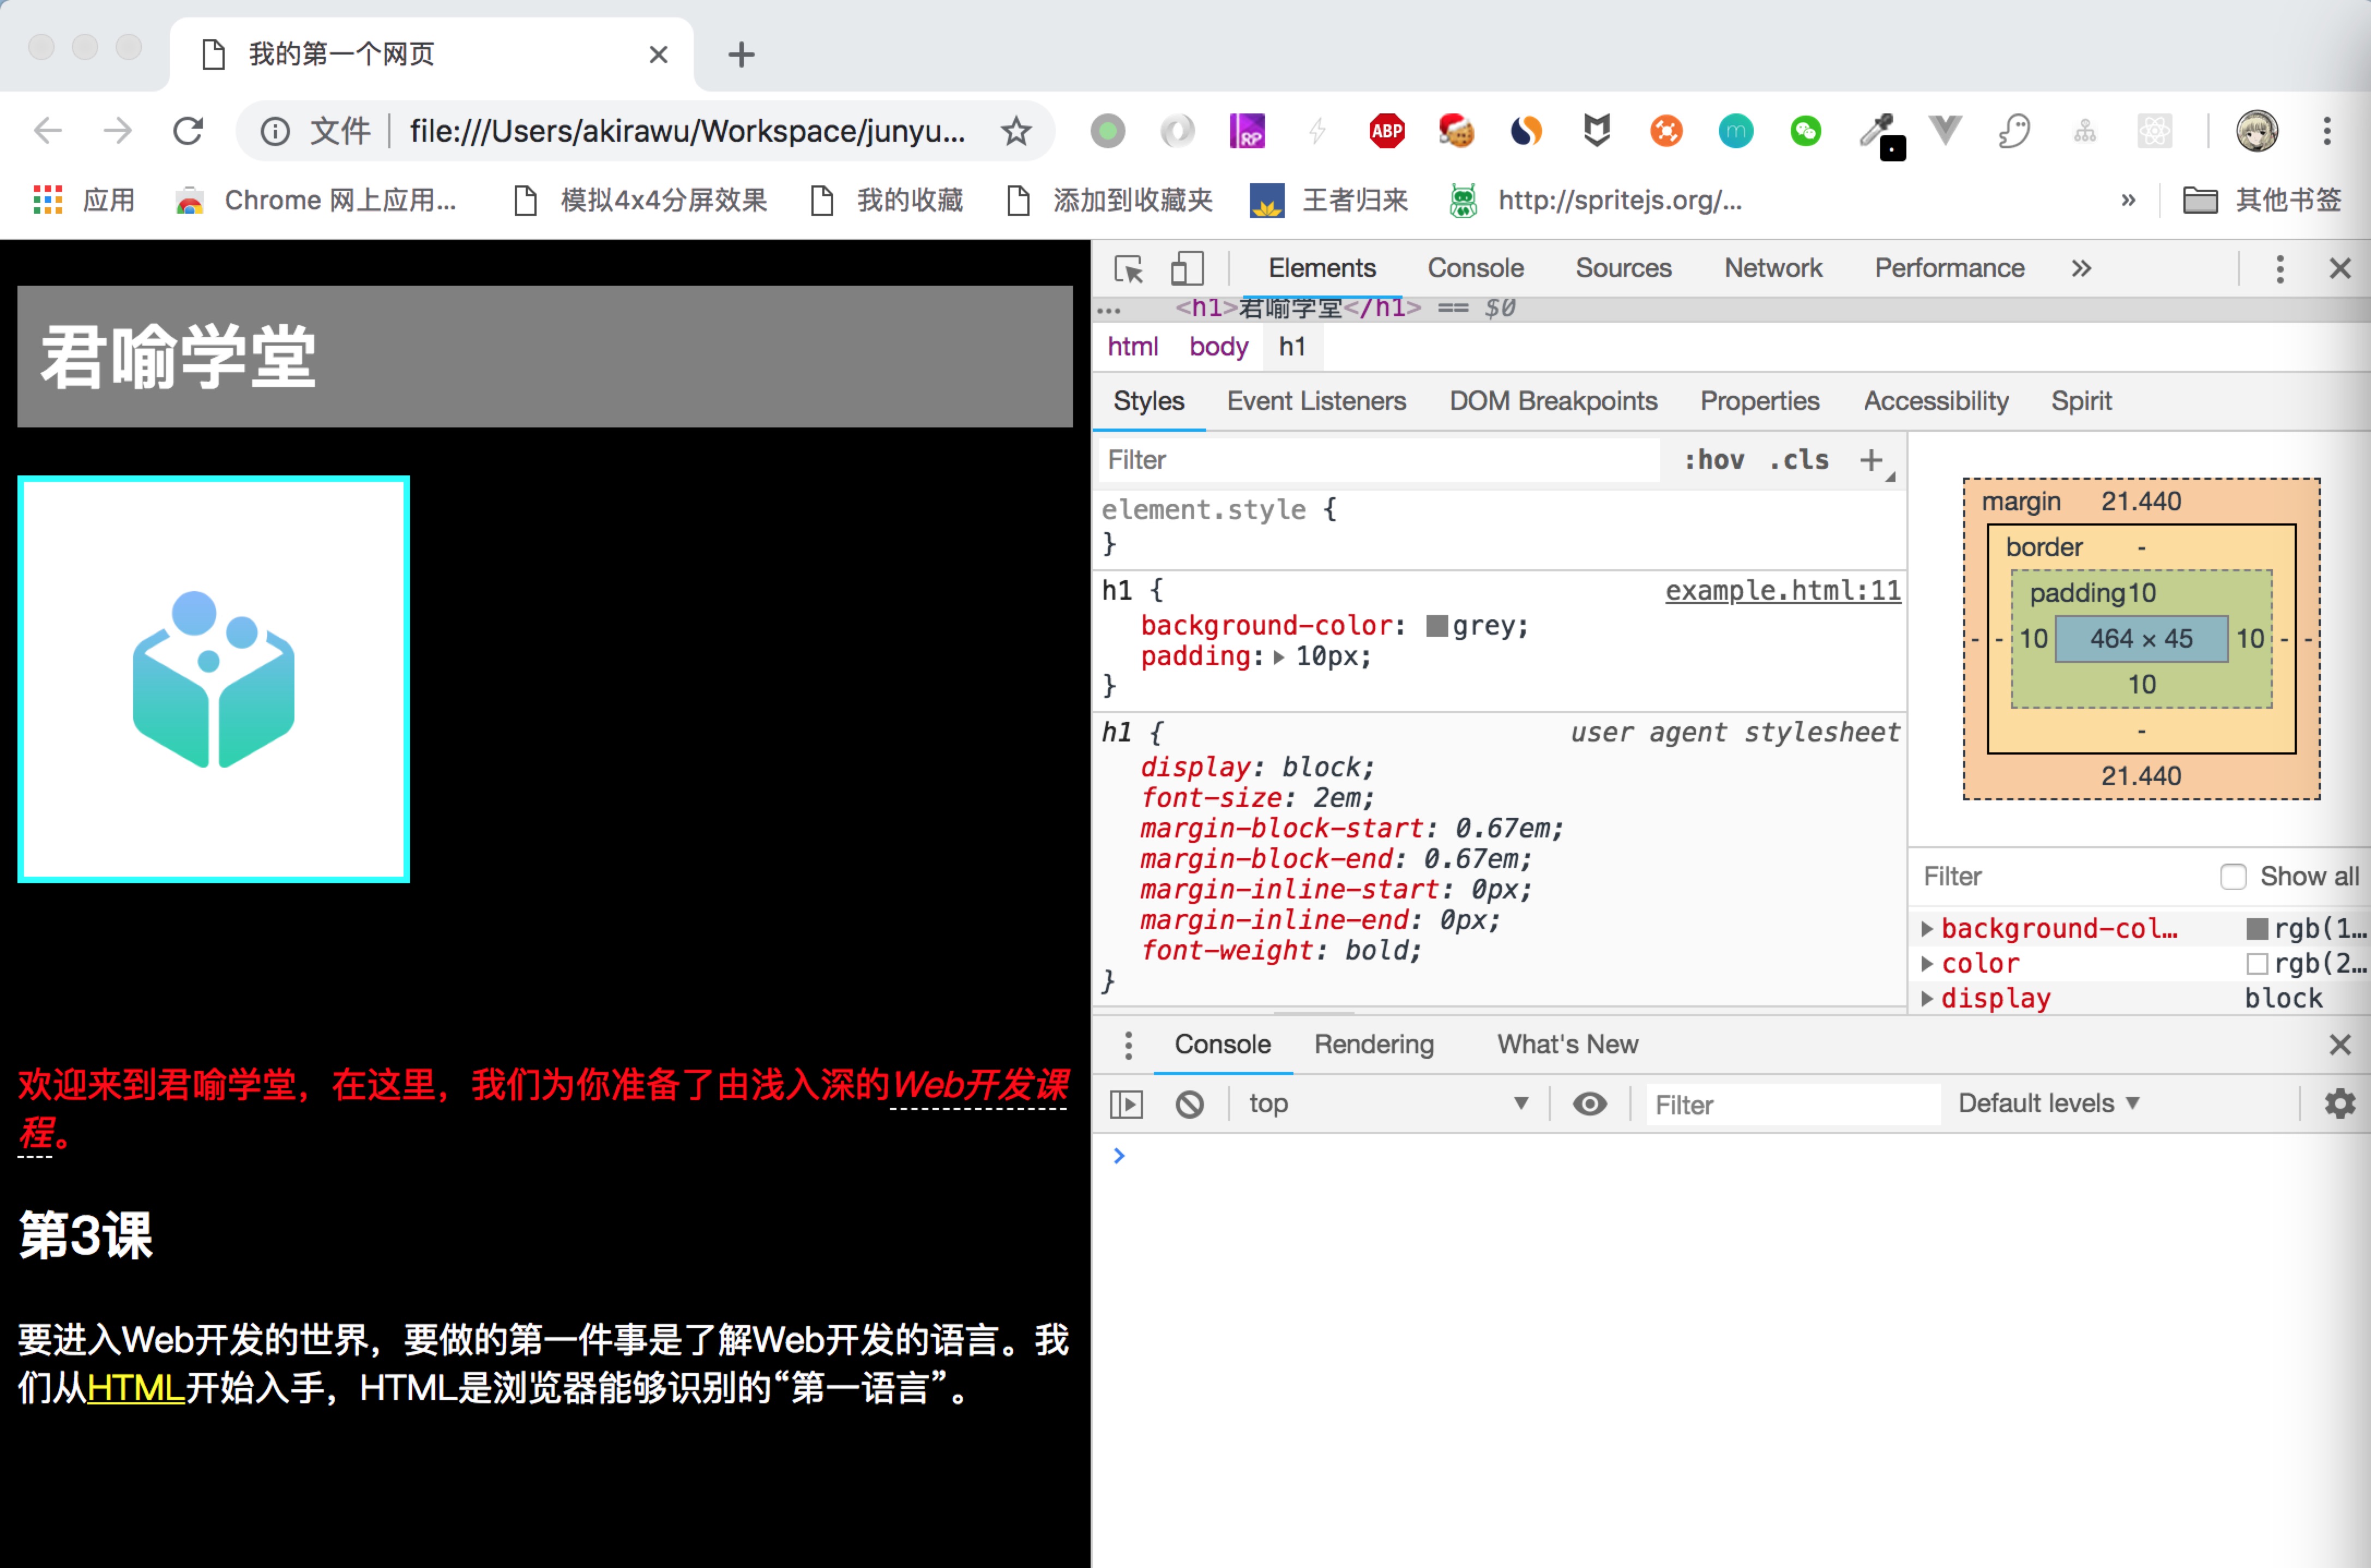 我的第一个网页
文件 file:///Users/akirawu/Workspace/junyu...
RP ABP m
应用 Chrome 网上应用... 模拟4x4分屏效果 我的收藏 添加到收藏夹 王者归来 http://spritejs.org/... » 其他书签
君喻学堂
欢迎来到君喻学堂，在这里，我们为你准备了由浅入深的Web开发课
程。
第3课
要进入Web开发的世界，要做的第一件事是了解Web开发的语言。我
们从HTML开始入手，HTML是浏览器能够识别的“第一语言”。
Elements Console Sources Network Performance »
... <h1>君喻学堂</h1> == $0
html body h1
Styles Event Listeners DOM Breakpoints Properties Accessibility Spirit
Filter :hov .cls +
element.style {
}
h1 { example.html:11
background-color: grey;
padding: 10px;
}
h1 { user agent stylesheet
display: block;
font-size: 2em;
margin-block-start: 0.67em;
margin-block-end: 0.67em;
margin-inline-start: 0px;
margin-inline-end: 0px;
font-weight: bold;
}
margin 21.440
border -
padding10
- - 10 464 × 45 10 - -
10
-
21.440
Filter Show all
background-col... rgb(1...
color rgb(2...
display block
Console Rendering What's New
top Filter Default levels